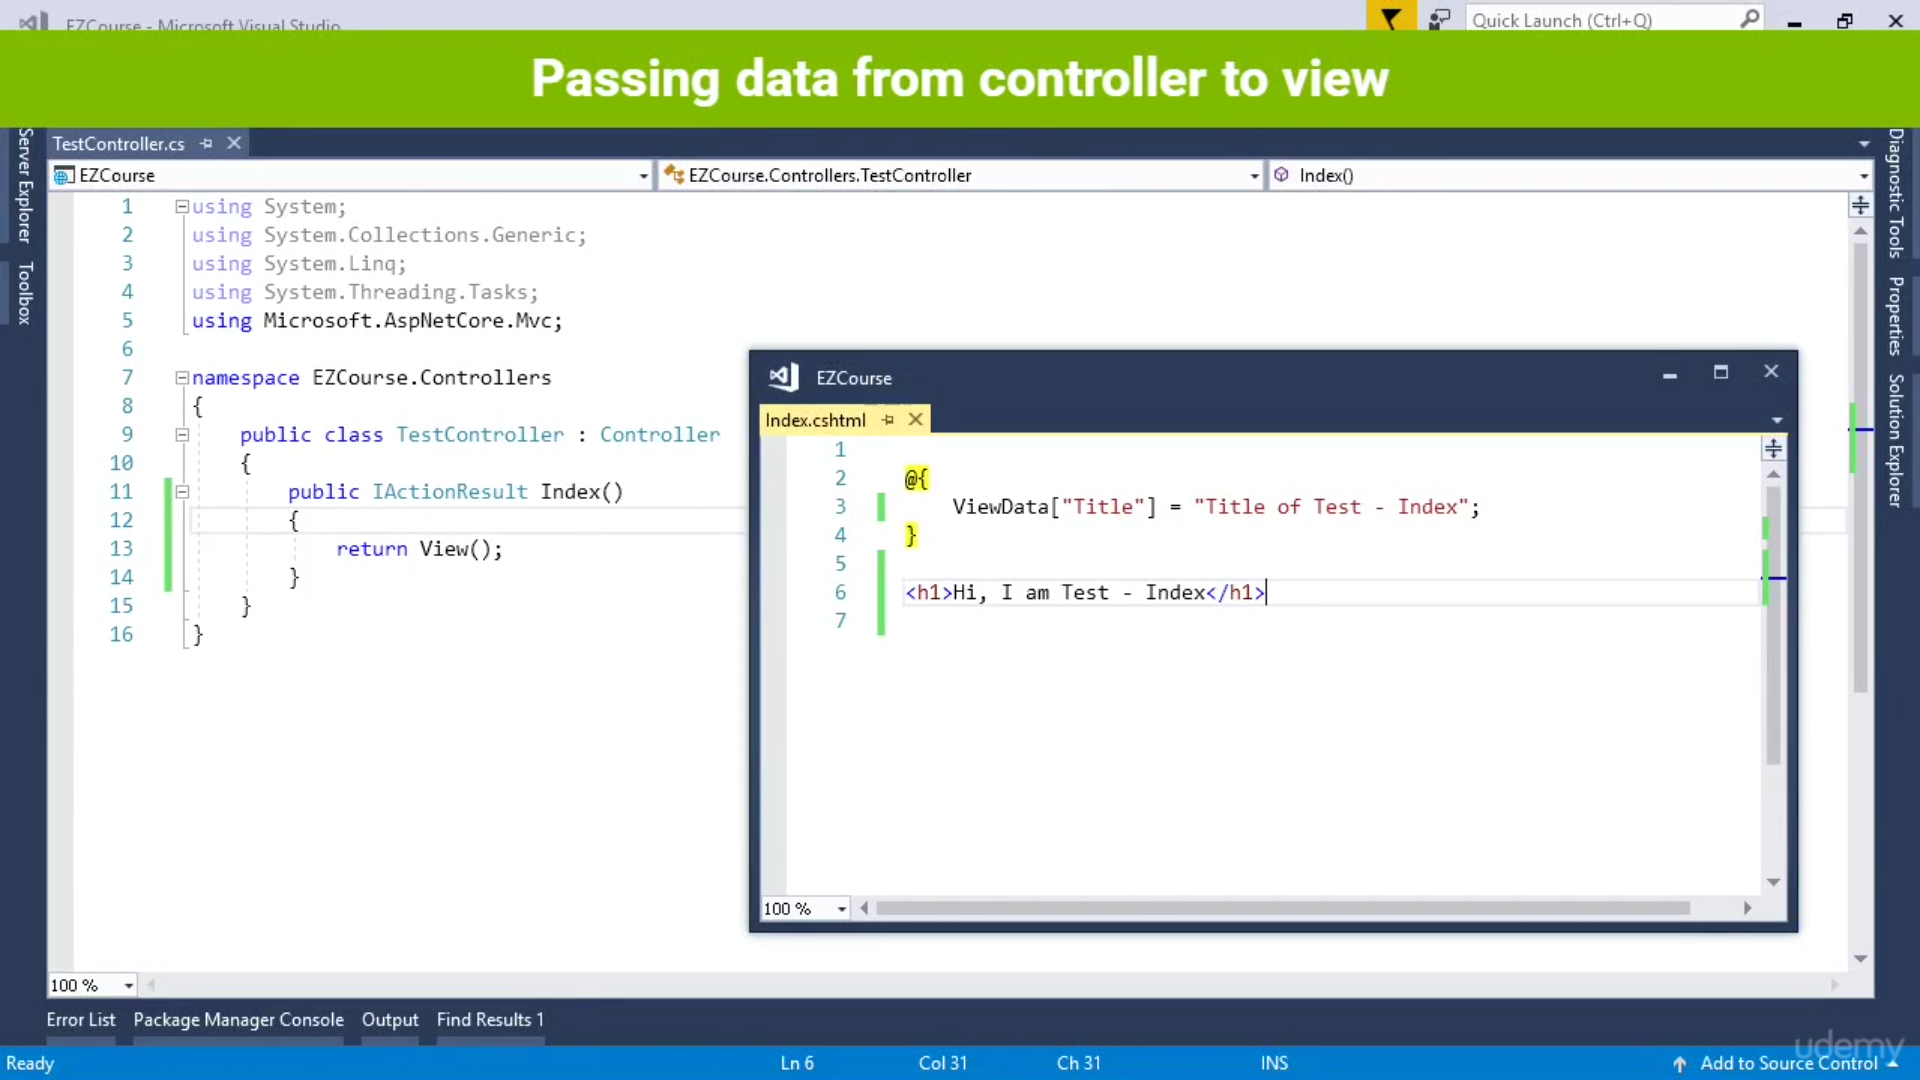 EZCourse - Microsoft Visual Studio
Quick Launch (Ctrl+Q)
Passing data from controller to view
Server Explorer
Toolbox
TestController.cs
EZCourse
EZCourse.Controllers.TestController
Index()
1 using System;
2 using System.Collections.Generic;
3 using System.Linq;
4 using System.Threading.Tasks;
5 using Microsoft.AspNetCore.Mvc;
6
7 namespace EZCourse.Controllers
8 {
9 public class TestController : Controller
10 {
11 public IActionResult Index()
12 {
13 return View();
14 }
15 }
16 }
100 %
EZCourse
Index.cshtml
1
2 @{
3 ViewData["Title"] = "Title of Test - Index";
4 }
5
6 <h1>Hi, I am Test - Index</h1>
7
100 %
Diagnostic Tools
Properties
Solution Explorer
Error List
Package Manager Console
Output
Find Results 1
Ready
Ln 6
Col 31
Ch 31
INS
Add to Source Control
udemy